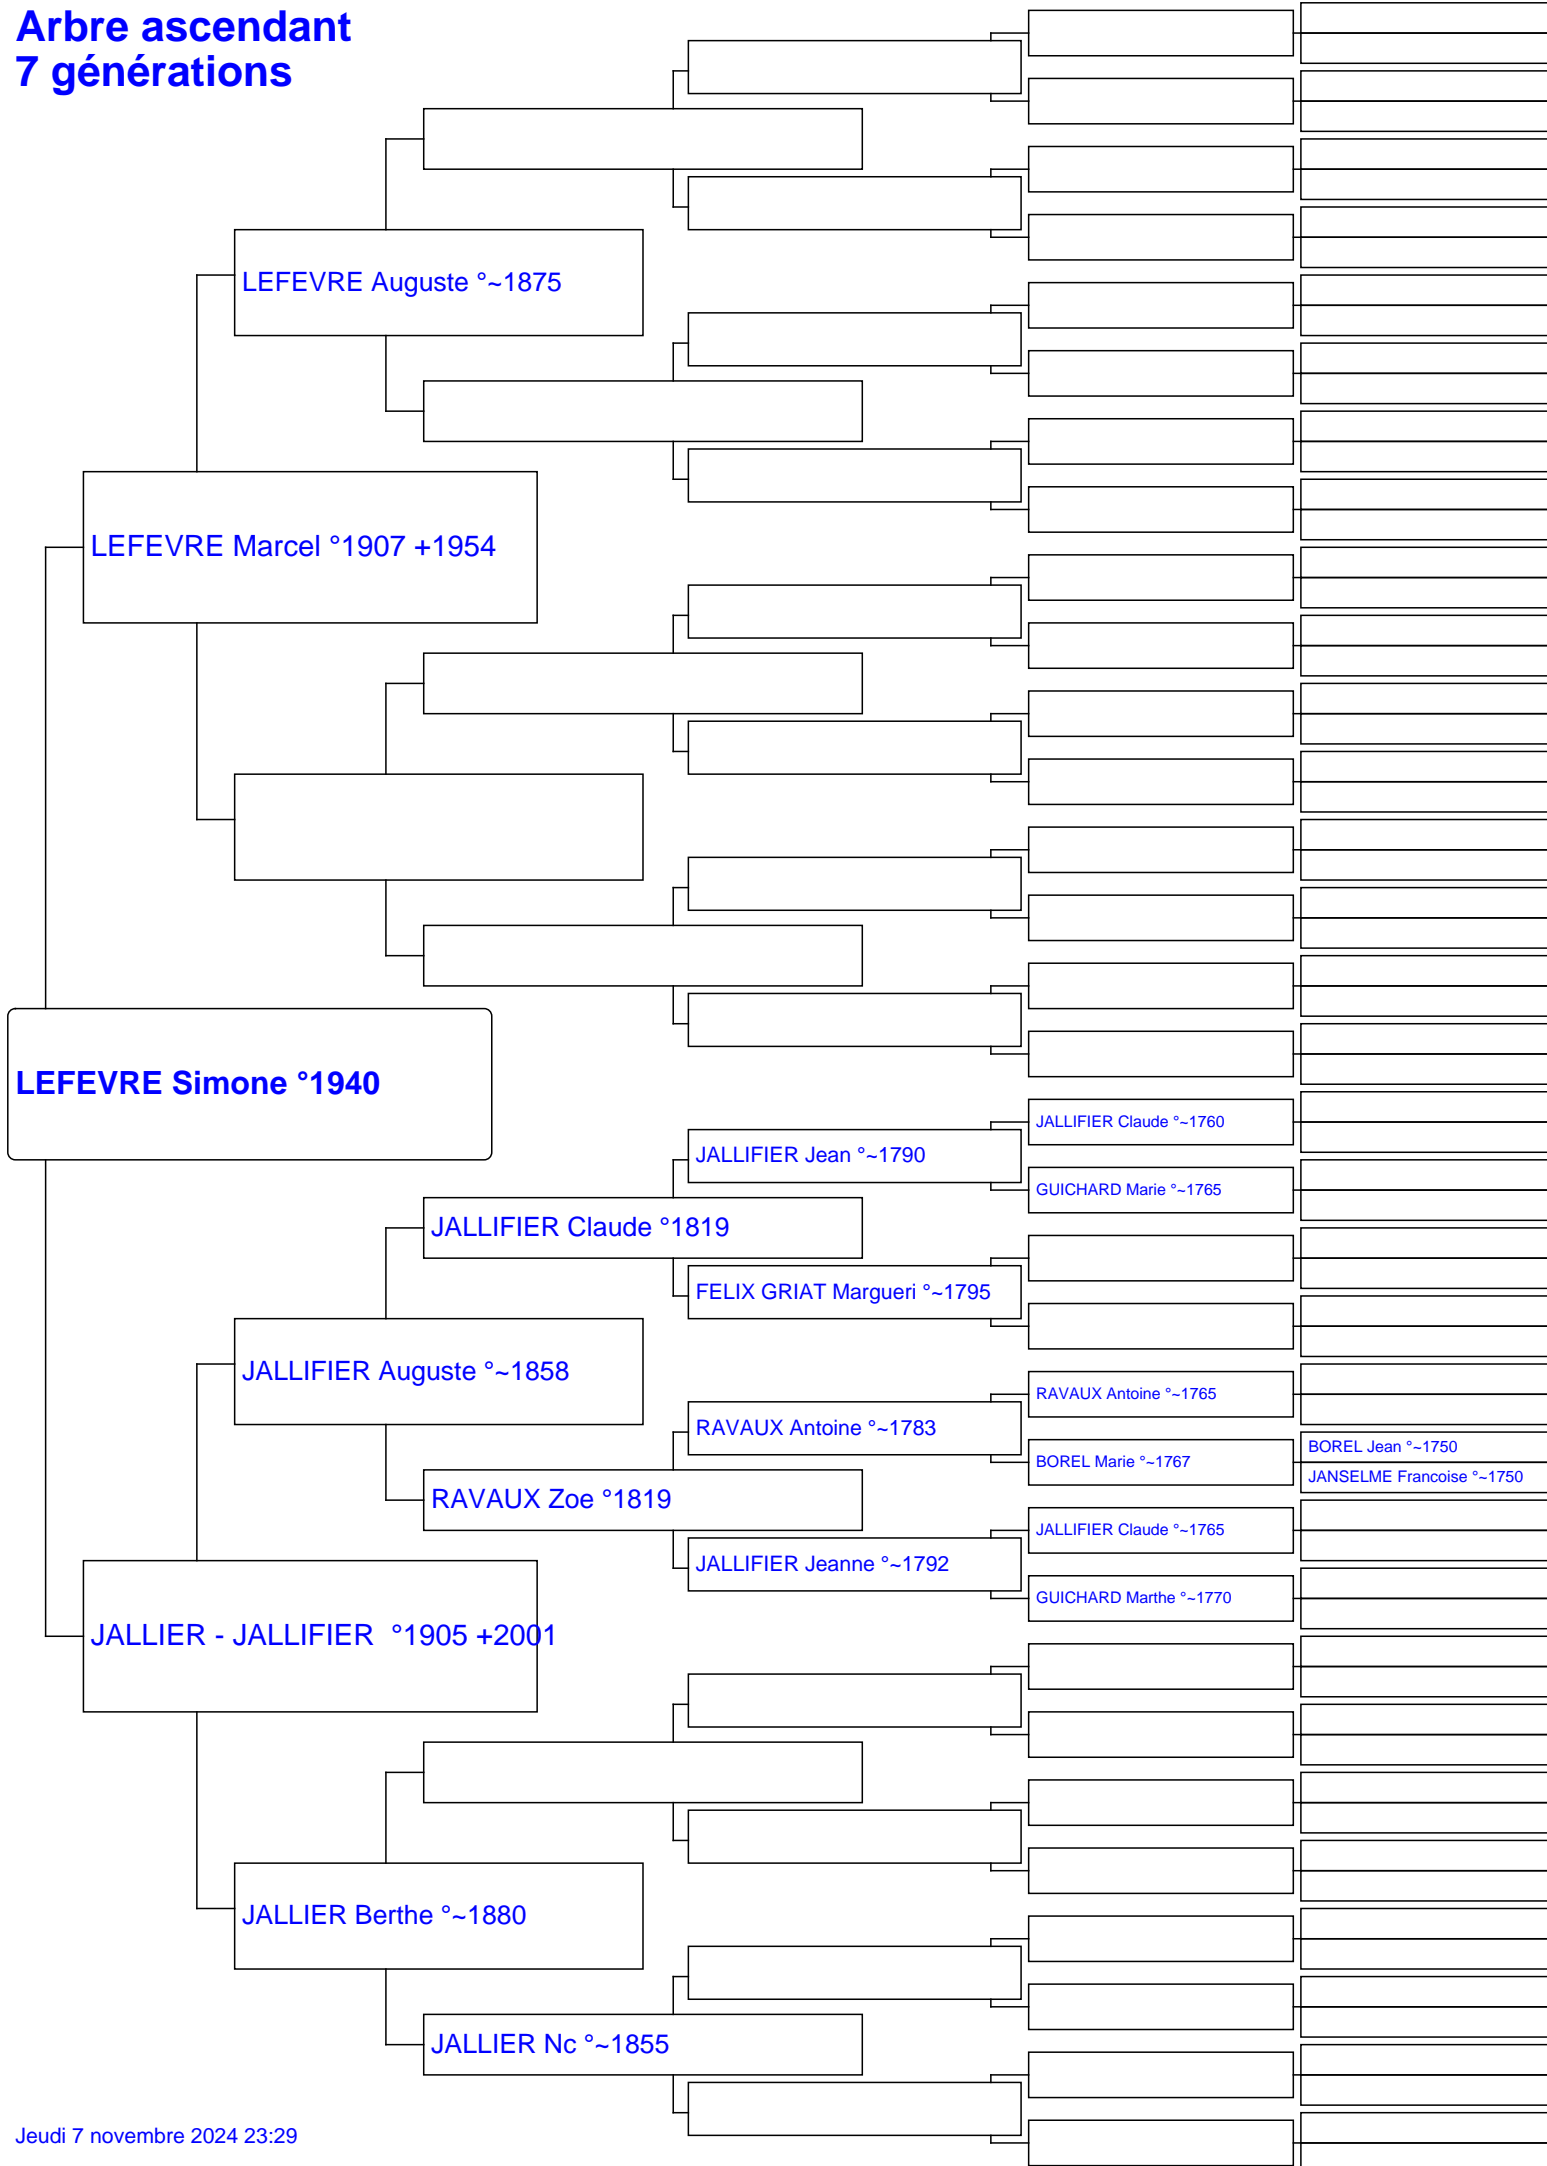 Arbre ascendant
7 générations
LEFEVRE Auguste °~1875
LEFEVRE Marcel °1907 +1954
LEFEVRE Simone °1940
JALLIFIER Claude °~1760
JALLIFIER Jean °~1790
GUICHARD Marie °~1765
JALLIFIER Claude °1819
FELIX GRIAT Margueri °~1795
JALLIFIER Auguste °~1858
RAVAUX Antoine °~1765
RAVAUX Antoine °~1783
BOREL Jean °~1750
BOREL Marie °~1767
JANSELME Francoise °~1750
RAVAUX Zoe °1819
JALLIFIER Claude °~1765
JALLIFIER Jeanne °~1792
GUICHARD Marthe °~1770
JALLIER - JALLIFIER  °1905 +2001
JALLIER Berthe °~1880
JALLIER Nc °~1855
Jeudi 7 novembre 2024 23:29